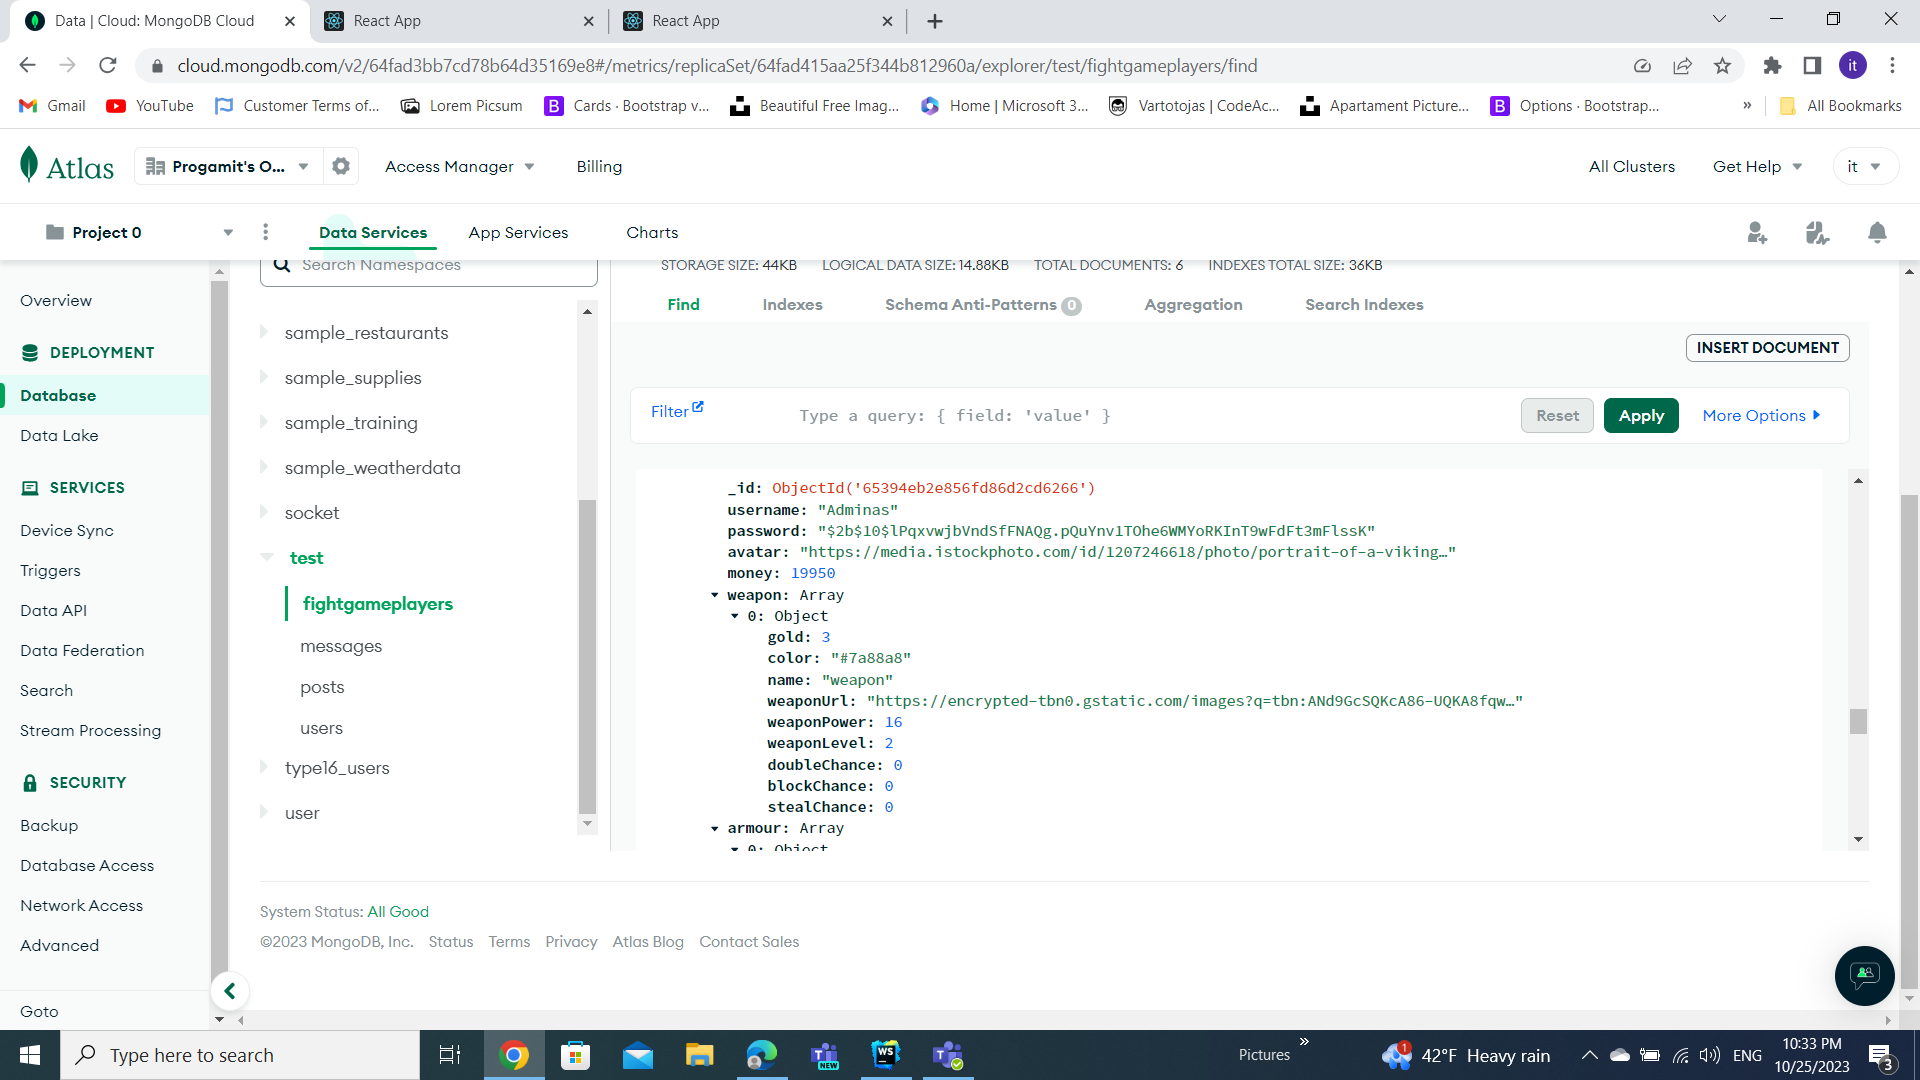 Data | Cloud: MongoDB Cloud
React App
React App
cloud.mongodb.com/v2/64fad3bb7cd78b64d35169e8#/metrics/replicaSet/64fad415aa25f344b812960a/explorer/test/fightgameplayers/find
it
Gmail
YouTube
Customer Terms of...
Lorem Picsum
B
Cards · Bootstrap v...
Beautiful Free Imag...
Home | Microsoft 3...
Vartotojas | CodeAc...
Apartament Picture...
B
Options · Bootstrap...
»
All Bookmarks
Atlas
Progamit's O...
Access Manager
Billing
All Clusters
Get Help
it
Project 0
Data Services
App Services
Charts
Search Namespaces
STORAGE SIZE: 44KB LOGICAL DATA SIZE: 14.88KB TOTAL DOCUMENTS: 6 INDEXES TOTAL SIZE: 36KB
Overview
DEPLOYMENT
Database
Data Lake
SERVICES
Device Sync
Triggers
Data API
Data Federation
Search
Stream Processing
SECURITY
Backup
Database Access
Network Access
Advanced
Goto
sample_restaurants
sample_supplies
sample_training
sample_weatherdata
socket
test
fightgameplayers
messages
posts
users
type16_users
user
Find
Indexes
Schema Anti-Patterns 0
Aggregation
Search Indexes
INSERT DOCUMENT
Filter
Type a query: { field: 'value' }
Reset
Apply
More Options
_id: ObjectId('65394eb2e856fd86d2cd6266')
username: "Adminas"
password: "$2b$10$lPqxvwjbVndSfFNAQg.pQuYnv1TOhe6WMYoRKInT9wFdFt3mFlssK"
avatar: "https://media.istockphoto.com/id/1207246618/photo/portrait-of-a-viking…"
money: 19950
weapon: Array
0: Object
gold: 3
color: "#7a88a8"
name: "weapon"
weaponUrl: "https://encrypted-tbn0.gstatic.com/images?q=tbn:ANd9GcSQKcA86-UQKA8fqw…"
weaponPower: 16
weaponLevel: 2
doubleChance: 0
blockChance: 0
stealChance: 0
armour: Array
0: Object
System Status: All Good
©2023 MongoDB, Inc. Status Terms Privacy Atlas Blog Contact Sales
Type here to search
NEW
WS
Pictures
»
1
42°F Heavy rain
ENG
10:33 PM
10/25/2023
3